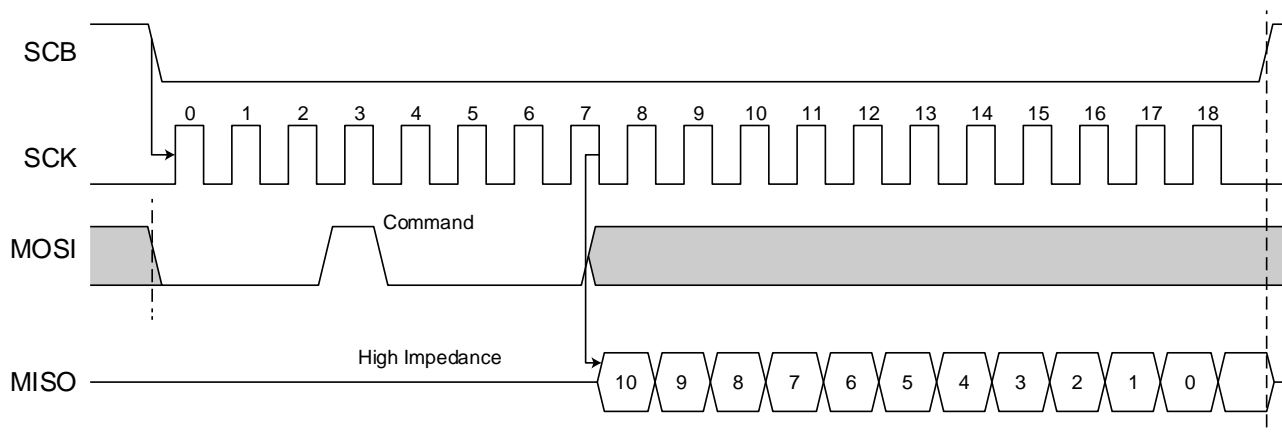 SCB
0 1 2 3 4 5 6 7 8 9 10 11 12 13 14 15 16 17 18
SCK
Command
MOSI
High Impedance
MISO
10 9 8 7 6 5 4 3 2 1 0